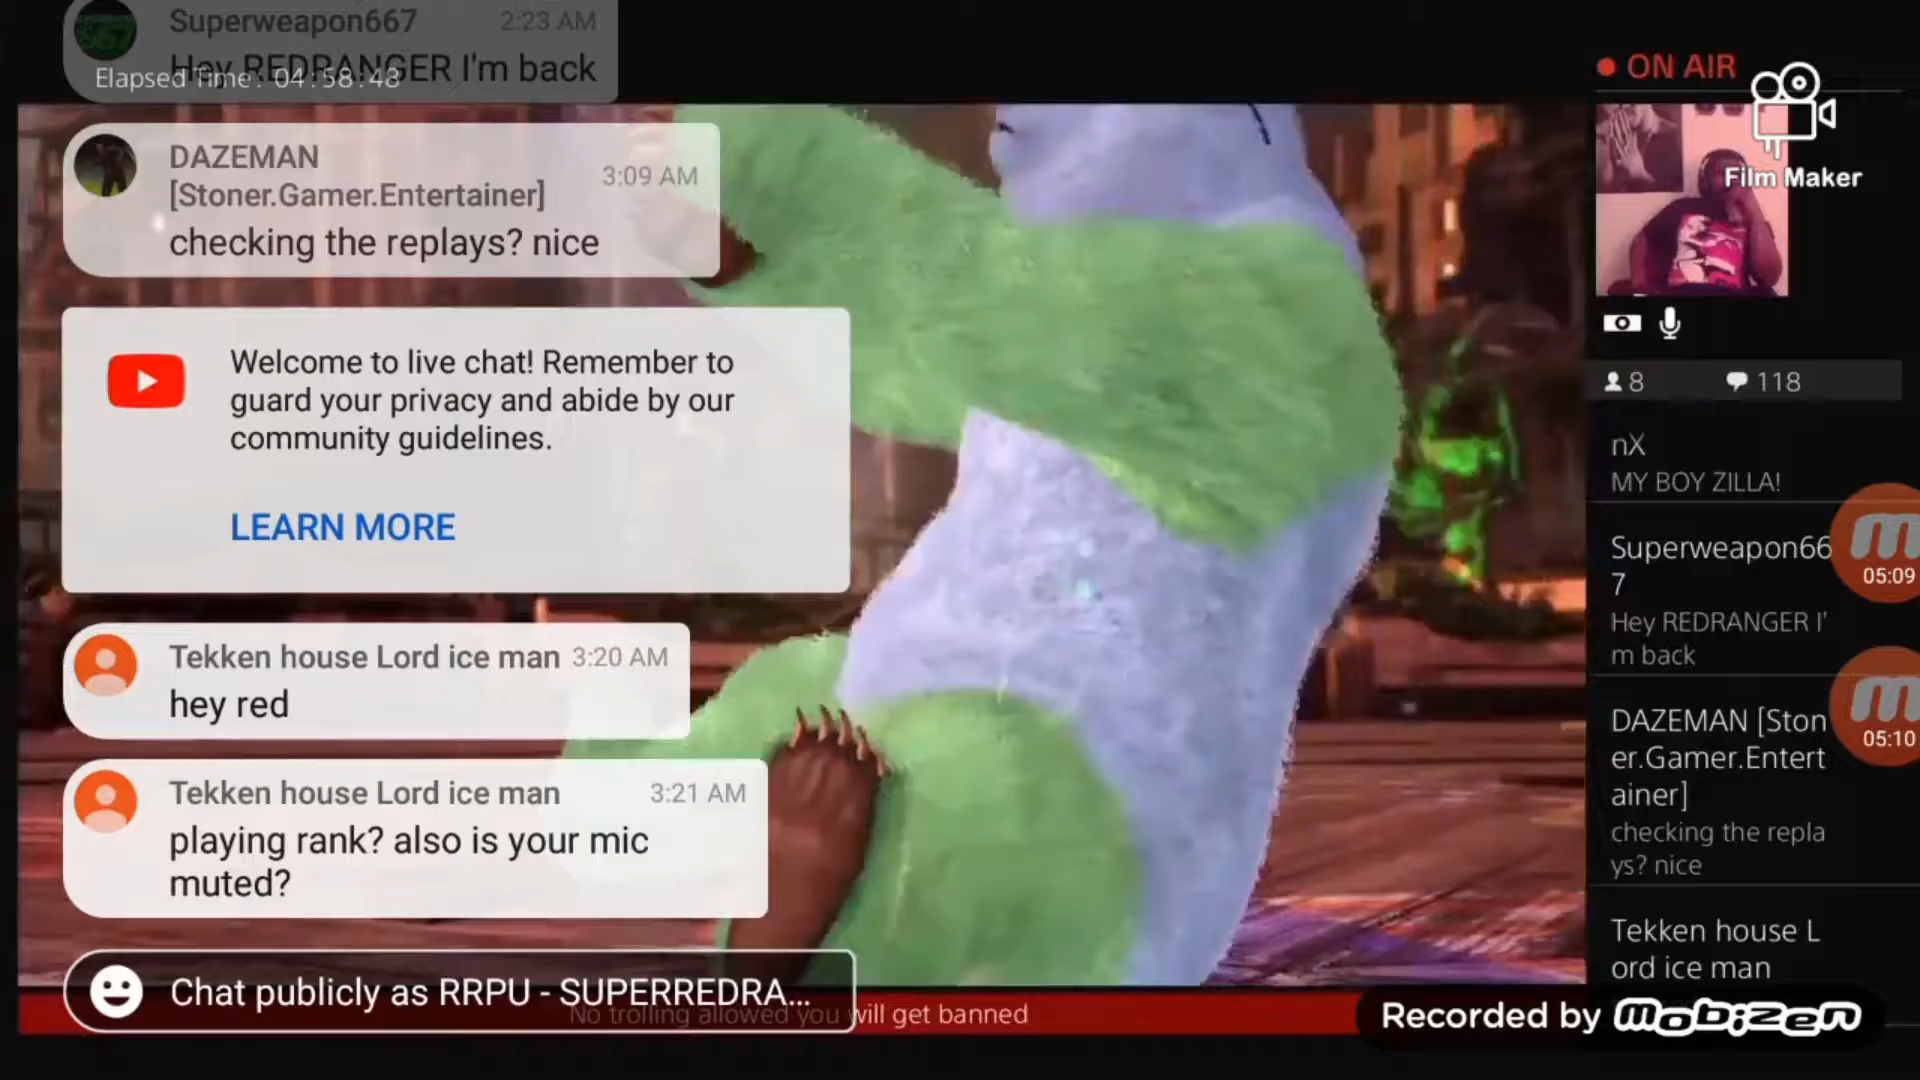 Superweapon667 2:23 AM
Hey REDRANGER I'm back
Elapsed Time: 04:58:48
DAZEMAN
[Stoner.Gamer.Entertainer] 3:09 AM
checking the replays? nice
Welcome to live chat! Remember to
guard your privacy and abide by our
community guidelines.
LEARN MORE
Tekken house Lord ice man 3:20 AM
hey red
Tekken house Lord ice man 3:21 AM
playing rank? also is your mic
muted?
Chat publicly as RRPU - SUPERREDRA...
No trolling allowed you will get banned
ON AIR
Film Maker
8 118
nX
MY BOY ZILLA!
Superweapon66
7
Hey REDRANGER I'
m back
05:09
DAZEMAN [Ston
er.Gamer.Entert
ainer]
checking the repla
ys? nice
05:10
Tekken house L
ord ice man
Recorded by mobizen